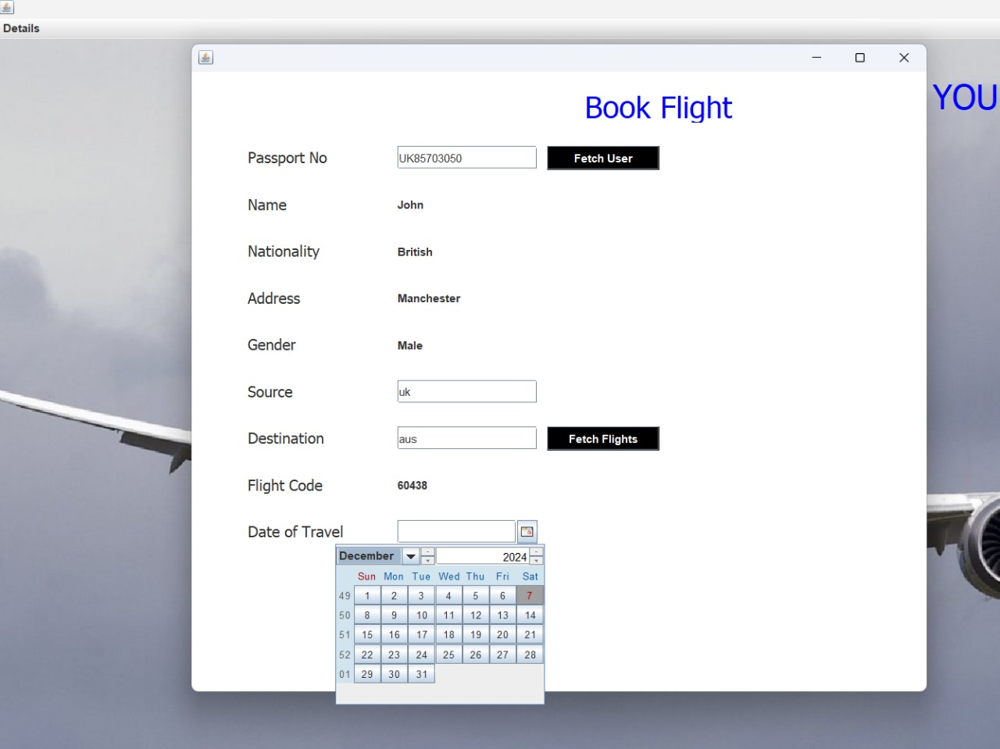 Details
YOU
Book Flight
Passport No UK85703050 Fetch User
Name John
Nationality British
Address Manchester
Gender Male
Source uk
Destination aus Fetch Flights
Flight Code 60438
Date of Travel
December 2024
Sun Mon Tue Wed Thu Fri Sat
49 1 2 3 4 5 6 7
50 8 9 10 11 12 13 14
51 15 16 17 18 19 20 21
52 22 23 24 25 26 27 28
01 29 30 31